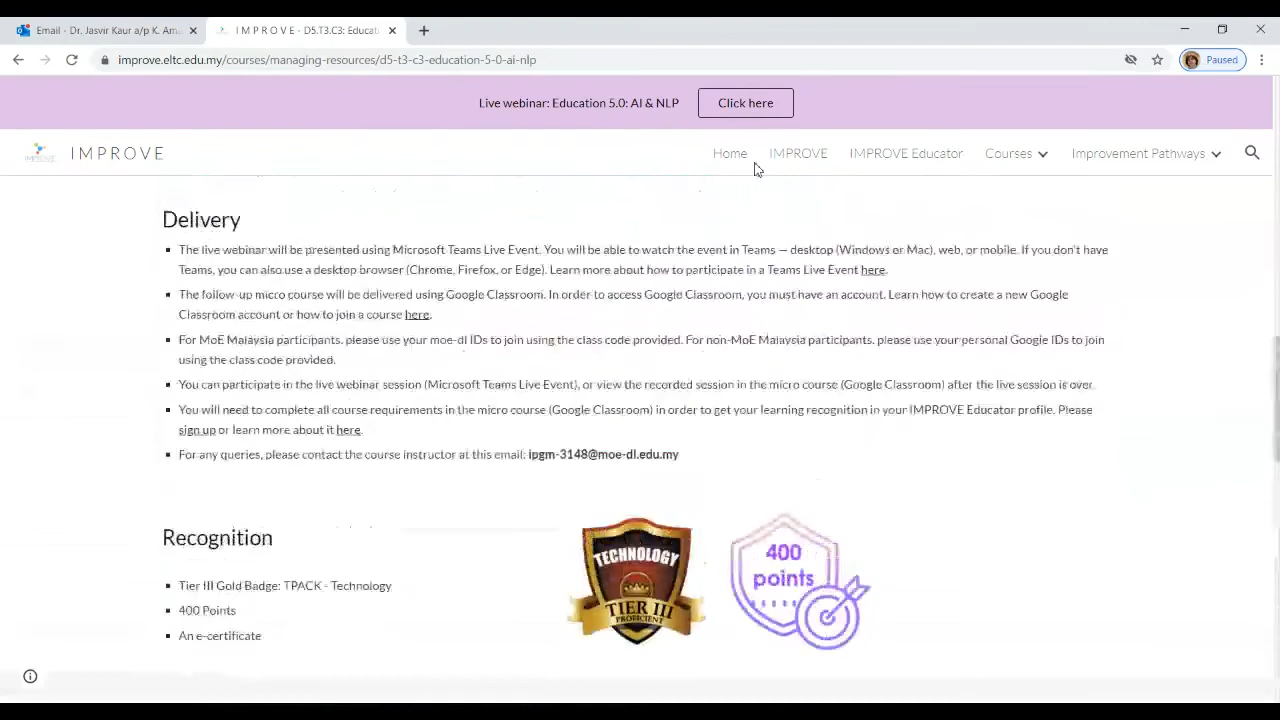 Email - Dr. Jasvir Kaur a/p K. Ama
I M P R O V E - D5.T3.C3: Educat
improve.eltc.edu.my/courses/managing-resources/d5-t3-c3-education-5-0-ai-nlp
Paused
Live webinar: Education 5.0: AI & NLP
Click here
IMPROVE
I M P R O V E
Home
IMPROVE
IMPROVE Educator
Courses
Improvement Pathways
Delivery
The live webinar will be presented using Microsoft Teams Live Event. You will be able to watch the event in Teams — desktop (Windows or Mac), web, or mobile. If you don't have
Teams, you can also use a desktop browser (Chrome, Firefox, or Edge). Learn more about how to participate in a Teams Live Event here.
The follow-up micro course will be delivered using Google Classroom. In order to access Google Classroom, you must have an account. Learn how to create a new Google
Classroom account or how to join a course here.
For MoE Malaysia participants, please use your moe-dl IDs to join using the class code provided. For non-MoE Malaysia participants, please use your personal Google IDs to join
using the class code provided.
You can participate in the live webinar session (Microsoft Teams Live Event), or view the recorded session in the micro course (Google Classroom) after the live session is over.
You will need to complete all course requirements in the micro course (Google Classroom) in order to get your learning recognition in your IMPROVE Educator profile. Please
sign up or learn more about it here.
For any queries, please contact the course instructor at this email: ipgm-3148@moe-dl.edu.my
Recognition
Tier III Gold Badge: TPACK - Technology
400 Points
An e-certificate
TECHNOLOGY
TIER III
PROFICIENT
400
points